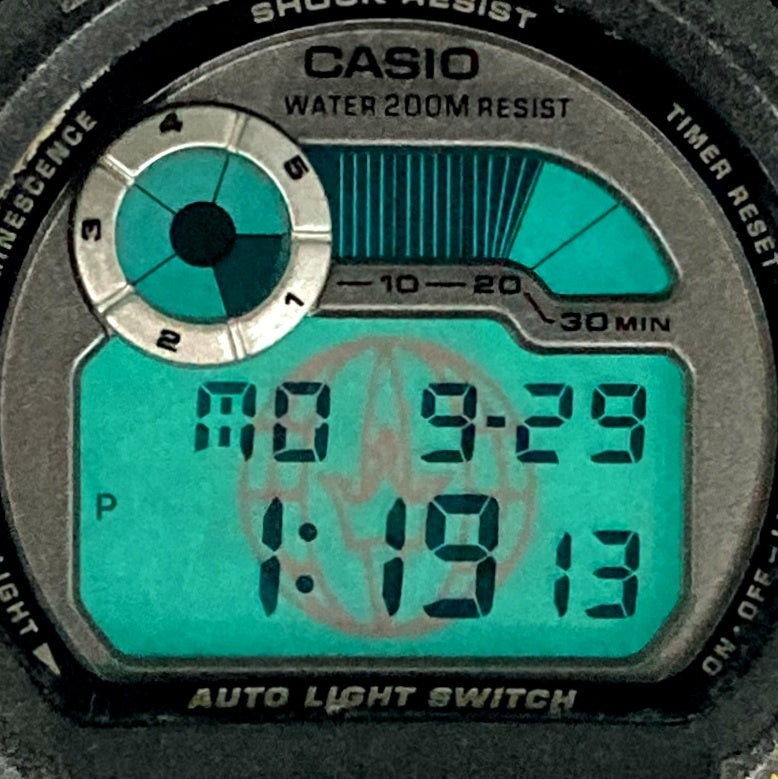 SHOCK RESIST
CASIO
WATER 200M RESIST
TIMER RESET
4
5
3
1
2
10 20
30 MIN
MO 9-29
P
1:19 13
LIGHT
ON·OFF
AUTO LIGHT SWITCH